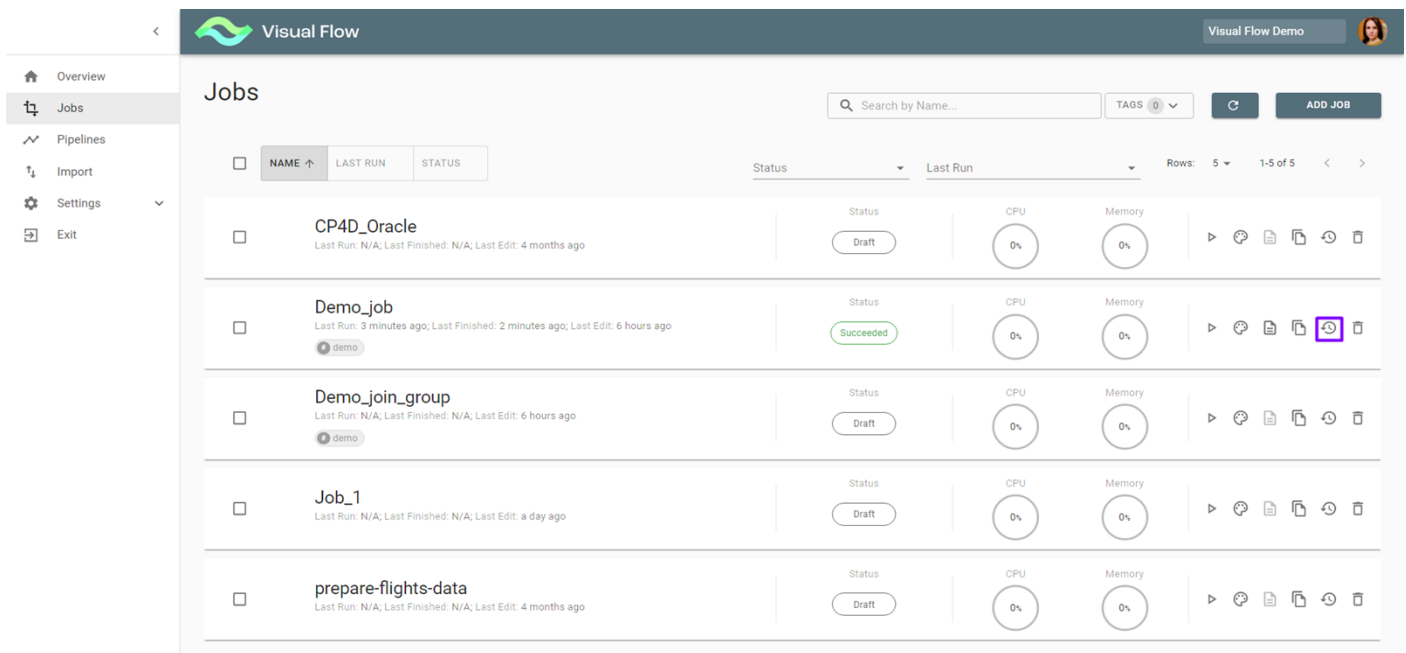 Visual Flow
Visual Flow Demo
Overview
Jobs
Pipelines
Import
Settings
Exit
Jobs
Search by Name...
TAGS 0
ADD JOB
NAME
LAST RUN
STATUS
Status
Last Run
Rows: 5
1-5 of 5
CP4D_Oracle
Last Run: N/A; Last Finished: N/A; Last Edit: 4 months ago
Status
Draft
CPU
0%
Memory
0%
Demo_job
Last Run: 3 minutes ago; Last Finished: 2 minutes ago; Last Edit: 6 hours ago
# demo
Status
Succeeded
CPU
0%
Memory
0%
Demo_join_group
Last Run: N/A; Last Finished: N/A; Last Edit: 6 hours ago
# demo
Status
Draft
CPU
0%
Memory
0%
Job_1
Last Run: N/A; Last Finished: N/A; Last Edit: a day ago
Status
Draft
CPU
0%
Memory
0%
prepare-flights-data
Last Run: N/A; Last Finished: N/A; Last Edit: 4 months ago
Status
Draft
CPU
0%
Memory
0%